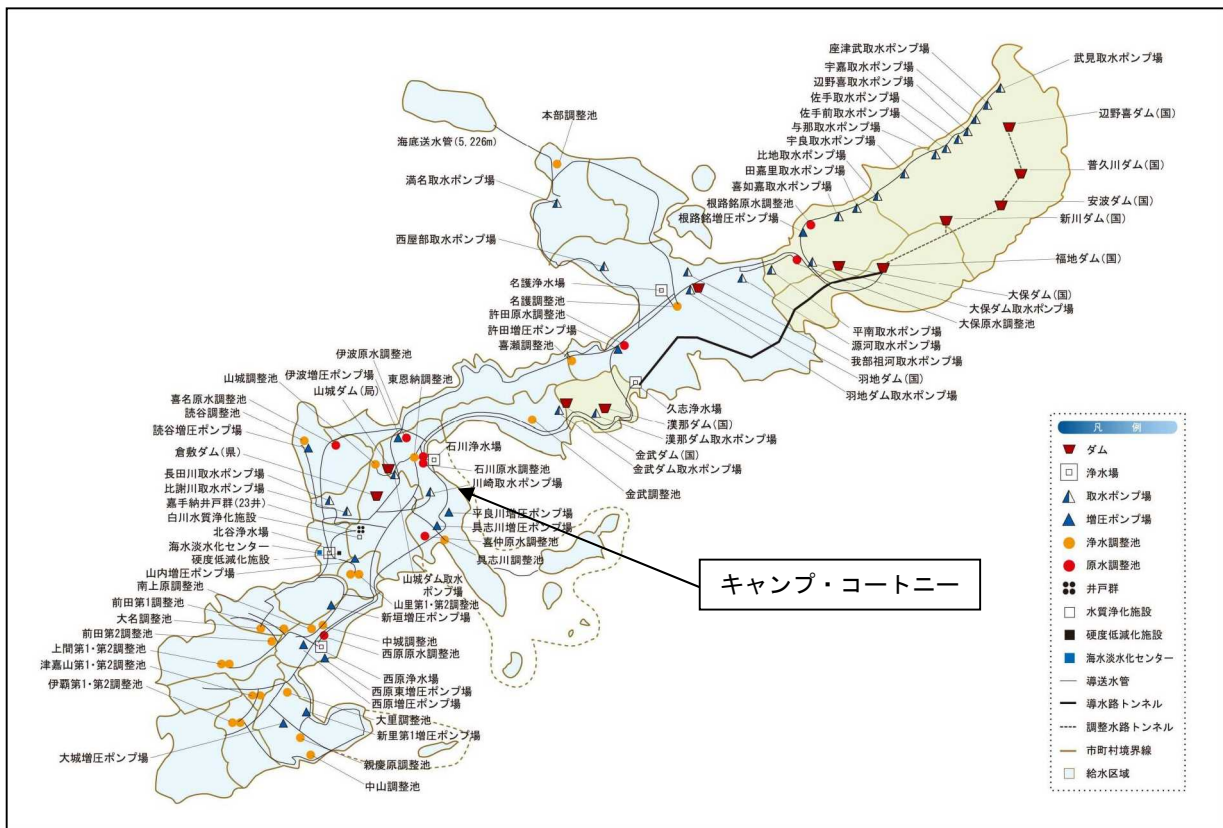 座津武取水ポンプ場
宇嘉取水ポンプ場
辺野喜取水ポンプ場
佐手取水ポンプ場
佐手前取水ポンプ場
与那取水ポンプ場
宇良取水ポンプ場
比地取水ポンプ場
田嘉里取水ポンプ場
喜如嘉取水ポンプ場
根路銘原水調整池
根路銘増圧ポンプ場
武見取水ポンプ場
辺野喜ダム(国)
普久川ダム(国)
安波ダム(国)
新川ダム(国)
福地ダム(国)
大保ダム(国)
大保ダム取水ポンプ場
大保原水調整池
本部調整池
海底送水管(5,226m)
満名取水ポンプ場
西屋部取水ポンプ場
名護浄水場
名護調整池
許田原水調整池
許田増圧ポンプ場
喜瀬調整池
平南取水ポンプ場
源河取水ポンプ場
我部祖河取水ポンプ場
羽地ダム(国)
羽地ダム取水ポンプ場
久志浄水場
漢那ダム(国)
漢那ダム取水ポンプ場
金武ダム(国)
金武ダム取水ポンプ場
金武調整池
伊波原水調整池
伊波増圧ポンプ場
東恩納調整池
山城ダム(局)
山城調整池
喜名原水調整池
読谷調整池
読谷増圧ポンプ場
倉敷ダム(県)
長田川取水ポンプ場
比謝川取水ポンプ場
嘉手納井戸群(23井)
白川水質浄化施設
北谷浄水場
海水淡水化センター
硬度低減化施設
山内増圧ポンプ場
南上原調整池
前田第1調整池
大名調整池
前田第2調整池
上間第1・第2調整池
津嘉山第1・第2調整池
伊覇第1・第2調整池
大城増圧ポンプ場
石川浄水場
石川原水調整池
川崎取水ポンプ場
平良川増圧ポンプ場
具志川増圧ポンプ場
喜仲原水調整池
具志川調整池
山城ダム取水
ポンプ場
山里第1・第2調整池
新垣増圧ポンプ場
中城調整池
西原原水調整池
西原浄水場
西原東増圧ポンプ場
西原増圧ポンプ場
大里調整池
新里第1増圧ポンプ場
親慶原調整池
中山調整池
キャンプ・コートニー
凡例
ダム
浄水場
取水ポンプ場
増圧ポンプ場
浄水調整池
原水調整池
井戸群
水質浄化施設
硬度低減化施設
海水淡水化センター
導送水管
導水路トンネル
調整水路トンネル
市町村境界線
給水区域